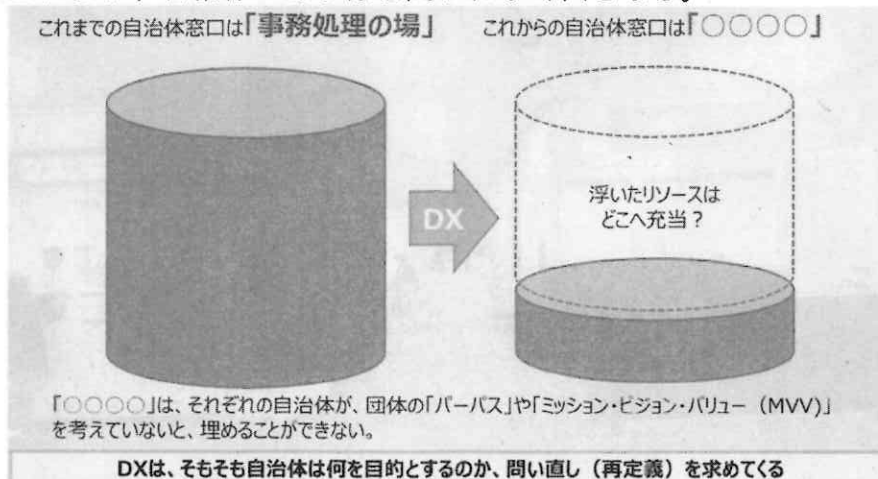 これまでの自治体窓口は「事務処理の場」
これからの自治体窓口は「○○○○」
DX
浮いたリソースは
どこへ充当？
「○○○○」は、それぞれの自治体が、団体の「パーパス」や「ミッション・ビジョン・バリュー（MVV)」
を考えていないと、埋めることができない。
DXは、そもそも自治体は何を目的とするのか、問い直し（再定義）を求めてくる